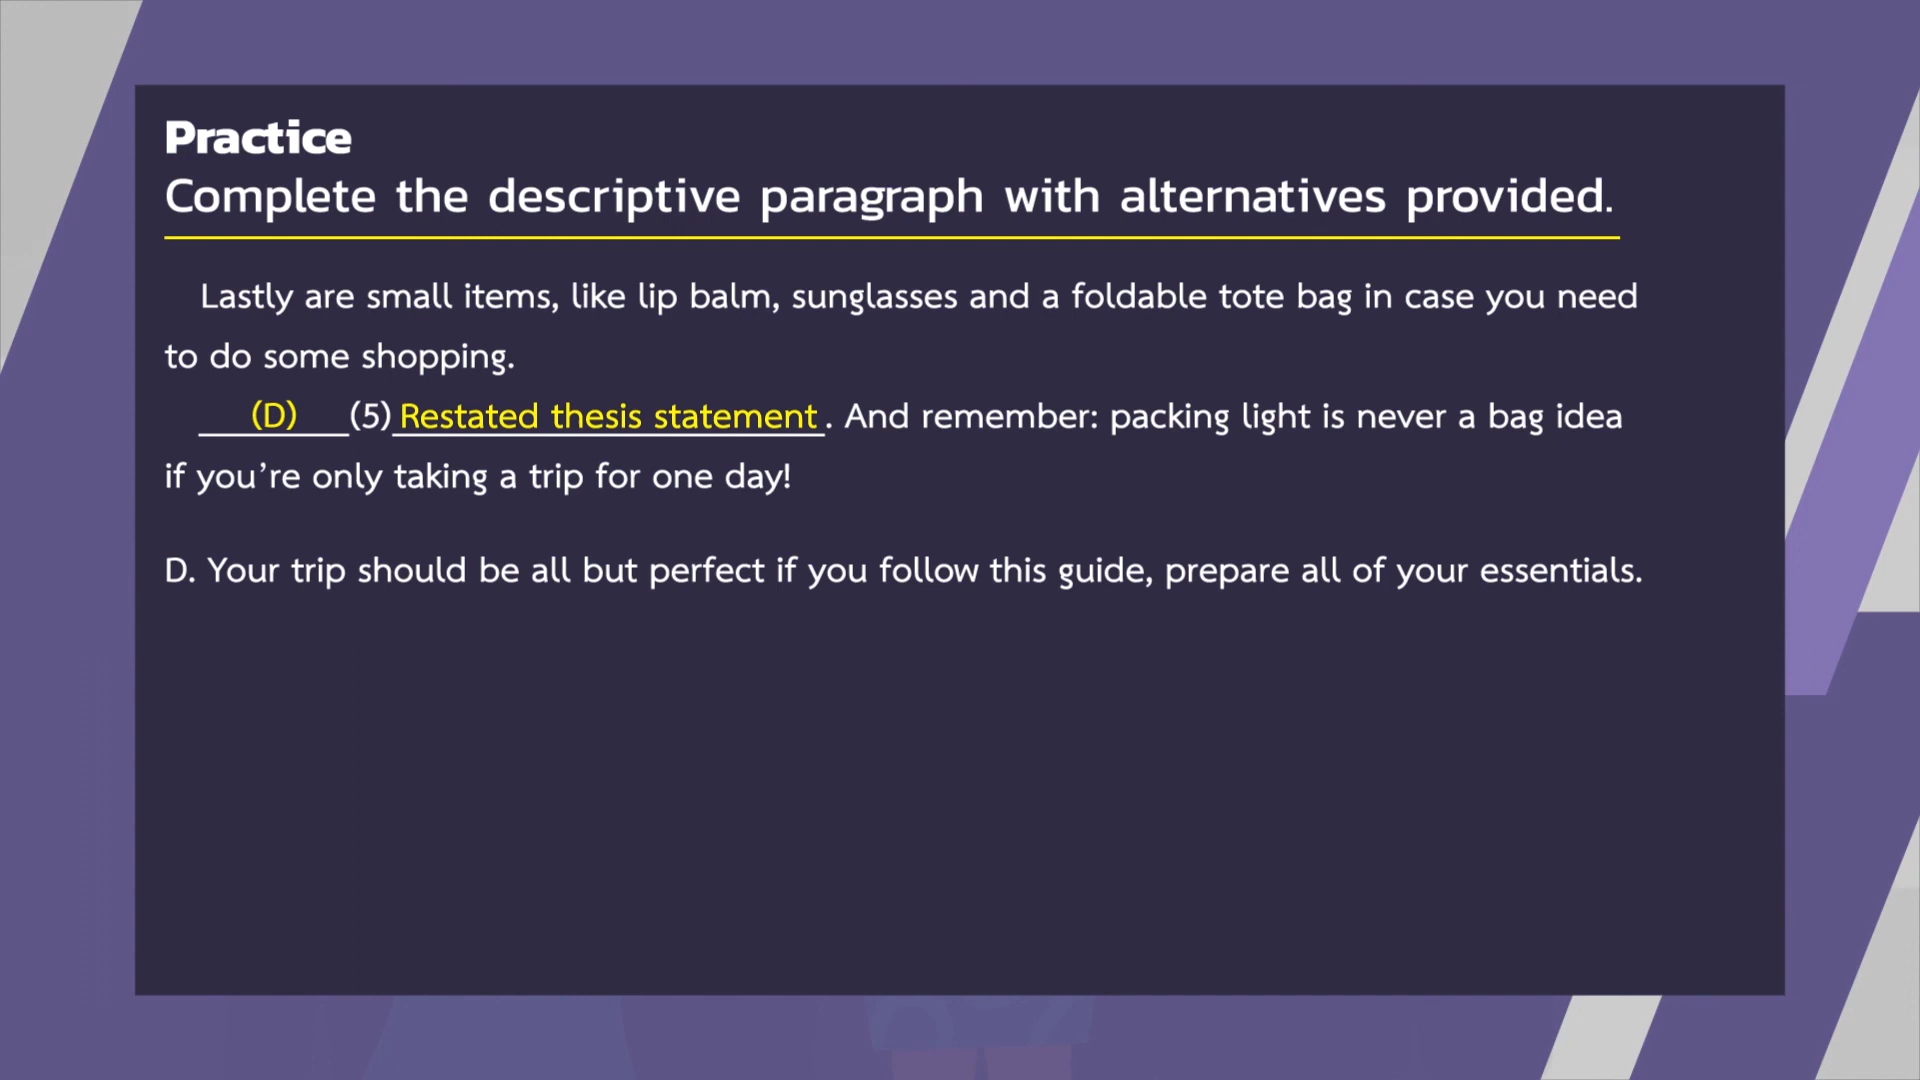 Practice
Complete the descriptive paragraph with alternatives provided.
Lastly are small items, like lip balm, sunglasses and a foldable tote bag in case you need
to do some shopping.
(D) (5) Restated thesis statement. And remember: packing light is never a bag idea
if you’re only taking a trip for one day!
D. Your trip should be all but perfect if you follow this guide, prepare all of your essentials.